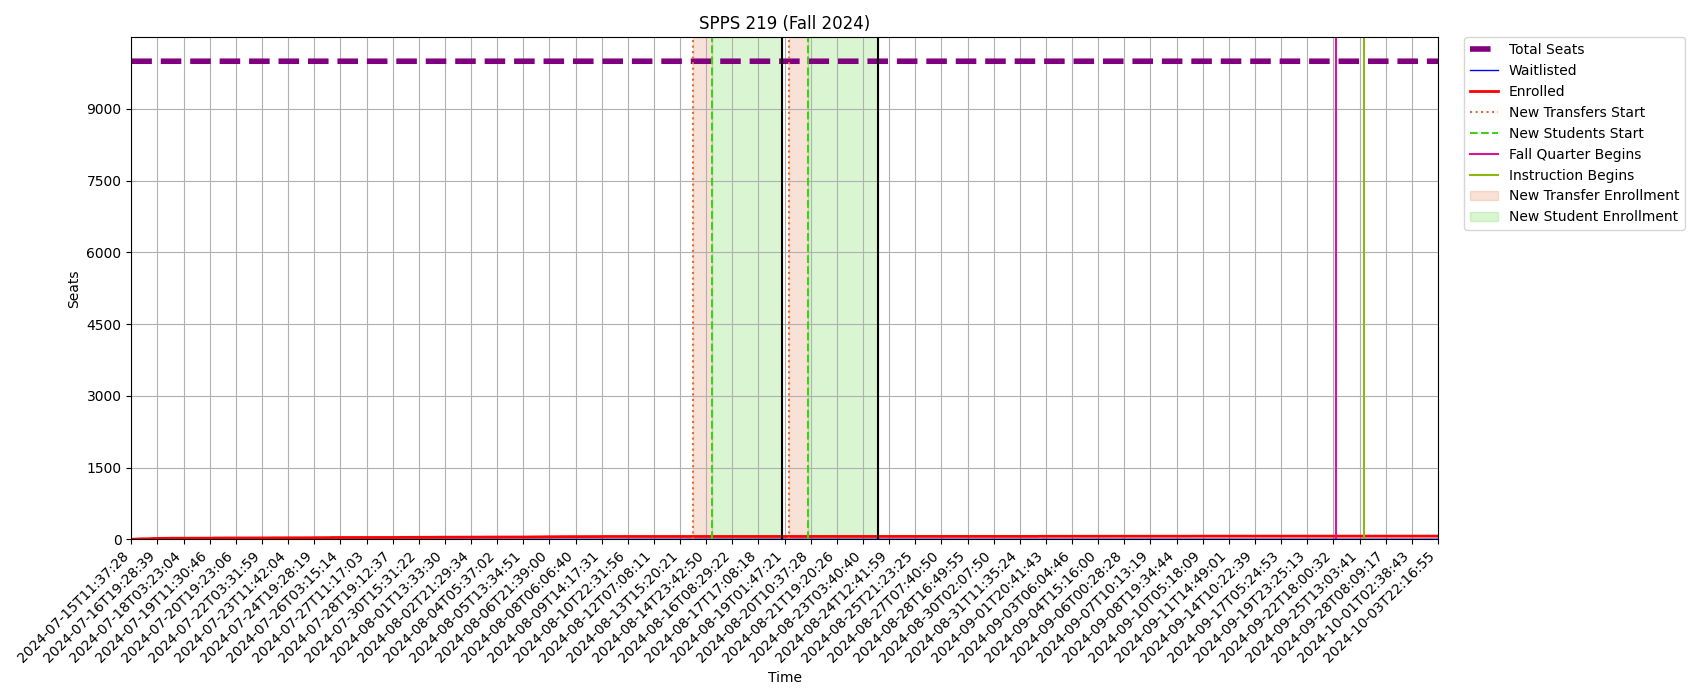 SPPS 219 (Fall 2024)
Total Seats
Waitlisted
Enrolled
New Transfers Start
New Students Start
Fall Quarter Begins
Instruction Begins
New Transfer Enrollment
New Student Enrollment
Seats
9000
7500
6000
4500
3000
1500
0
2024-07-15T11:37:28
2024-07-16T19:28:39
2024-07-18T03:23:04
2024-07-19T11:30:46
2024-07-20T19:23:06
2024-07-22T03:31:59
2024-07-23T11:42:04
2024-07-24T19:28:19
2024-07-26T03:15:14
2024-07-27T11:17:03
2024-07-28T19:12:37
2024-07-30T15:31:22
2024-08-01T13:33:30
2024-08-02T21:29:34
2024-08-04T05:37:02
2024-08-05T13:34:51
2024-08-06T21:39:00
2024-08-08T06:06:40
2024-08-09T14:17:31
2024-08-10T22:31:56
2024-08-12T07:08:11
2024-08-13T15:20:21
2024-08-14T23:42:50
2024-08-16T08:29:22
2024-08-17T17:08:18
2024-08-19T01:47:21
2024-08-20T10:37:28
2024-08-21T19:20:26
2024-08-23T03:40:40
2024-08-24T12:41:59
2024-08-25T21:23:25
2024-08-27T07:40:50
2024-08-28T16:49:55
2024-08-30T02:07:50
2024-08-31T11:35:24
2024-09-01T20:41:43
2024-09-03T06:04:46
2024-09-04T15:16:00
2024-09-06T00:28:28
2024-09-07T10:13:19
2024-09-08T19:34:44
2024-09-10T05:18:09
2024-09-11T14:49:01
2024-09-14T10:22:39
2024-09-17T05:24:53
2024-09-19T23:25:13
2024-09-22T18:00:32
2024-09-25T13:03:41
2024-09-28T08:09:17
2024-10-01T02:38:43
2024-10-03T22:16:55
Time